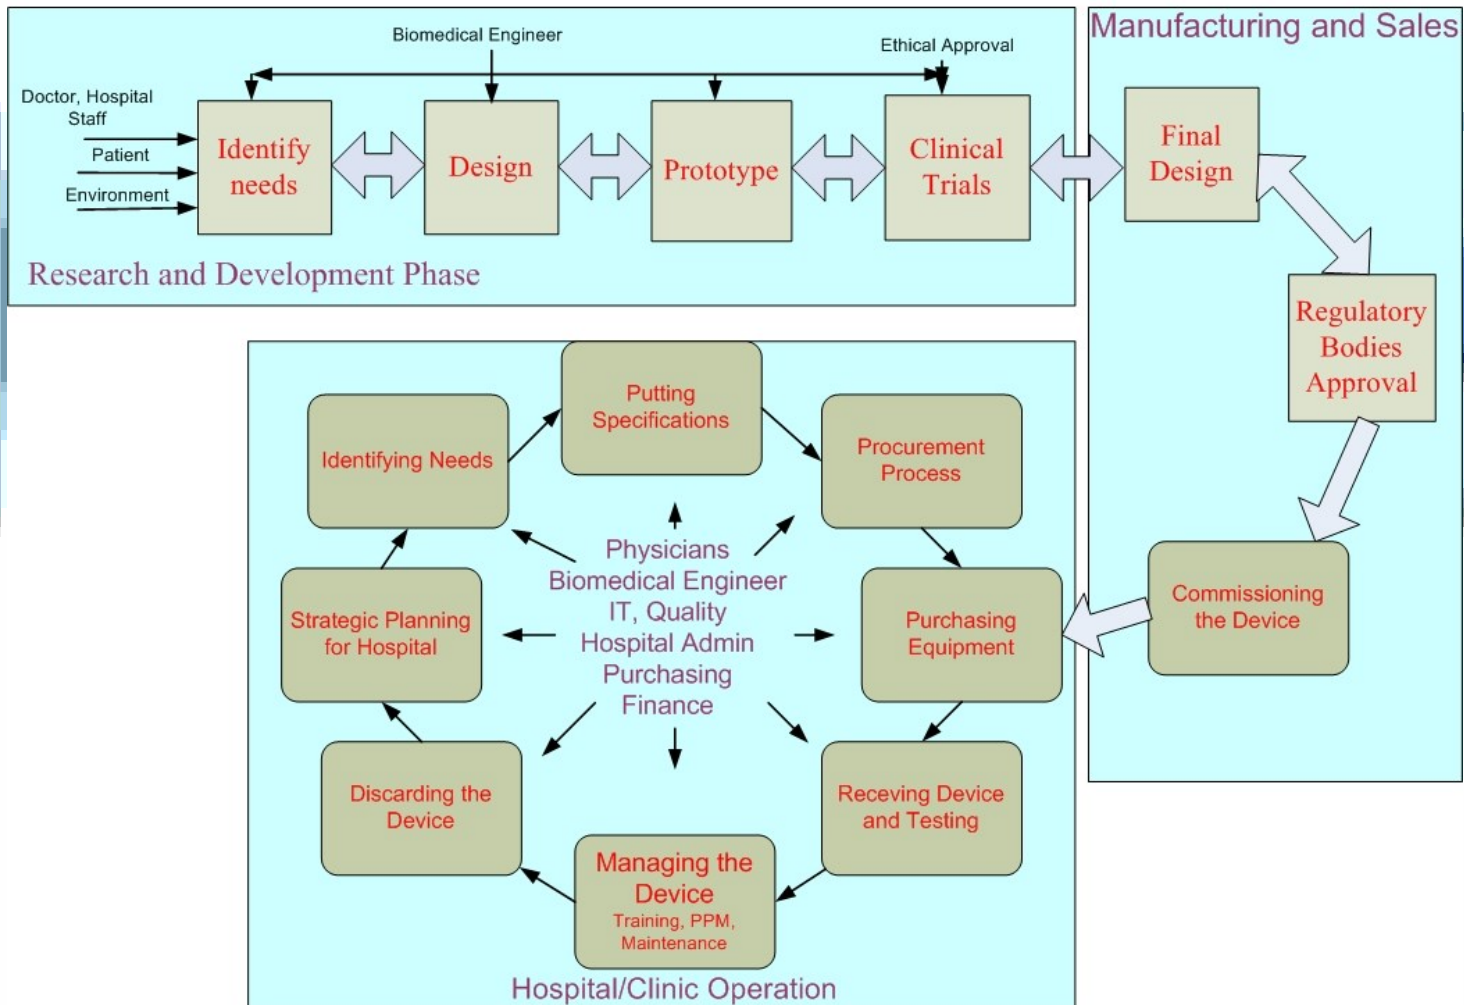 Biomedical Engineer
Ethical Approval
Doctor, Hospital
Staff
Patient
Environment
Identify
needs
Design
Prototype
Clinical
Trials
Research and Development Phase
Manufacturing and Sales
Final
Design
Regulatory
Bodies
Approval
Commissioning
the Device
Putting
Specifications
Identifying Needs
Procurement
Process
Strategic Planning
for Hospital
Physicians
Biomedical Engineer
IT, Quality
Hospital Admin
Purchasing
Finance
Purchasing
Equipment
Discarding the
Device
Receving Device
and Testing
Managing the
Device
Training, PPM,
Maintenance
Hospital/Clinic Operation